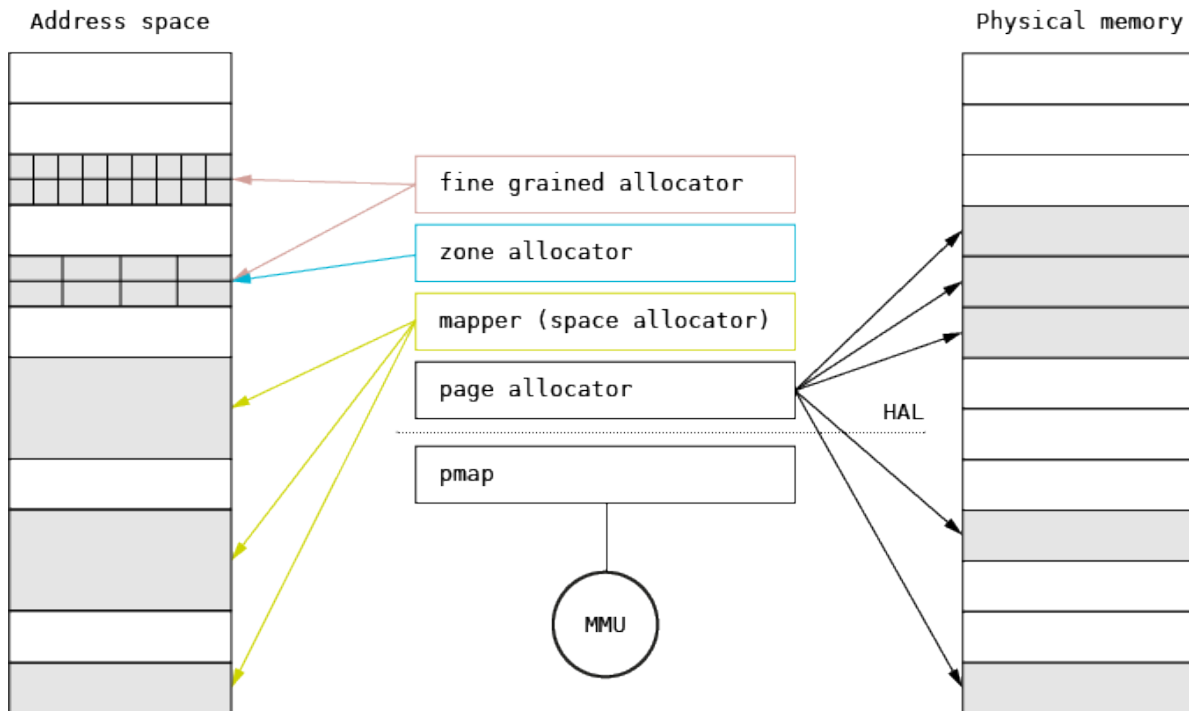 Address space
Physical memory
fine grained allocator
zone allocator
mapper (space allocator)
page allocator
HAL
pmap
MMU